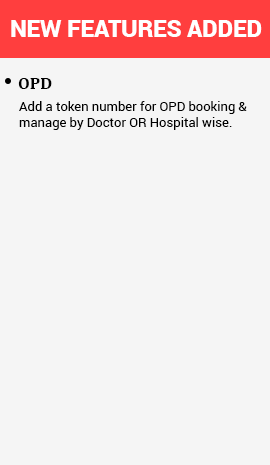 NEW FEATURES ADDED
• OPD
Add a token number for OPD booking &
manage by Doctor OR Hospital wise.